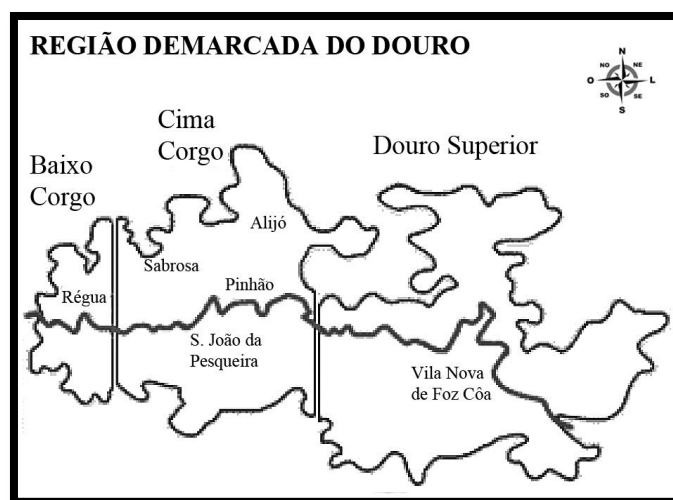 REGIÃO DEMARCADA DO DOURO
N
NO NE
O L
SO SE
S
Cima
Corgo
Douro Superior
Baixo
Corgo
Alijó
Sabrosa
Pinhão
Régua
S. João da
Pesqueira
Vila Nova
de Foz Côa